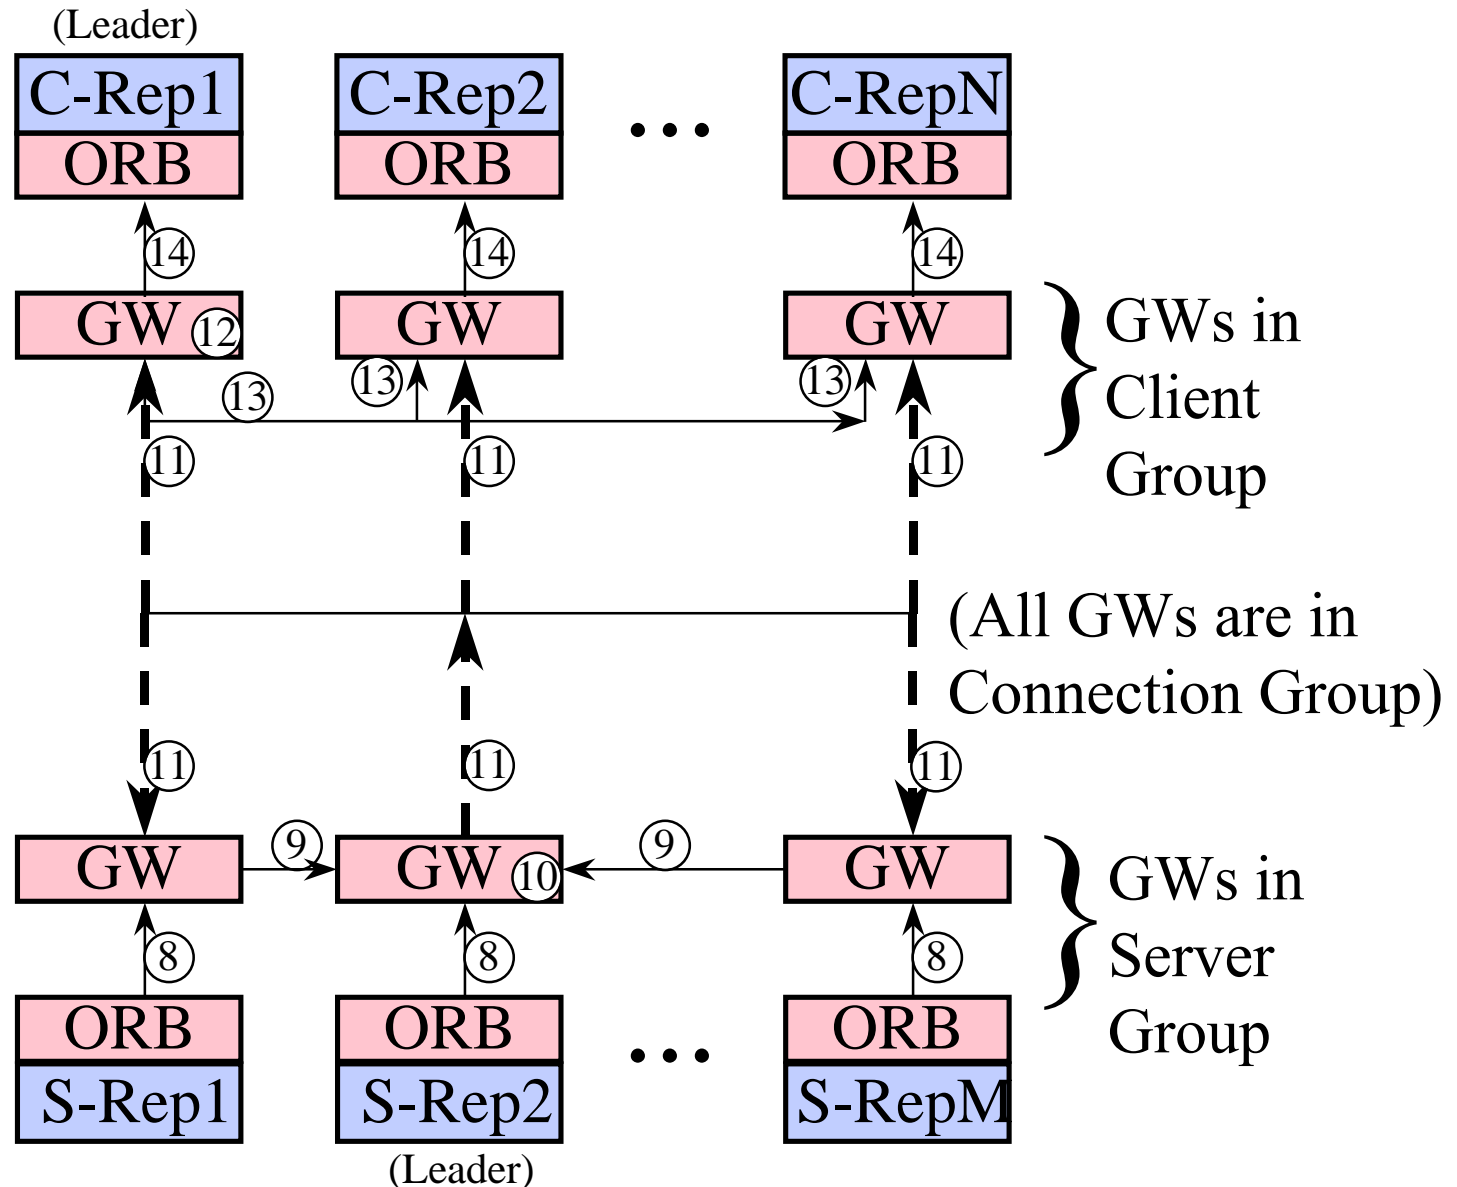 (Leader)
C-Rep1 C-Rep2 ... C-RepN
ORB ORB ORB
14 14 14
GW 12 GW GW
GWs in
Client
Group
13 13 13
11 11 11
(All GWs are in
Connection Group)
11 11 11
9 9
GW GW 10 GW
GWs in
Server
Group
8 8 8
ORB ORB ... ORB
S-Rep1 S-Rep2 S-RepM
(Leader)